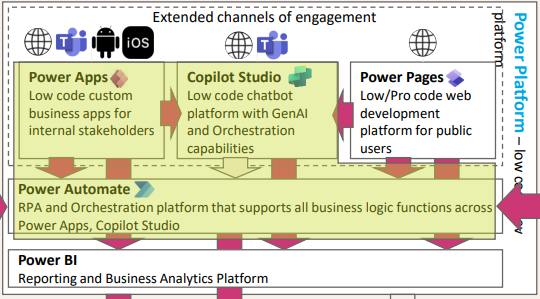 Extended channels of engagement
iOS
Power Apps
Low code custom
business apps for
internal stakeholders
Copilot Studio
Low code chatbot
platform with GenAI
and Orchestration
capabilities
Power Pages
Low/Pro code web
development
platform for public
users
Power Automate
RPA and Orchestration platform that supports all business logic functions across
Power Apps, Copilot Studio
Power BI
Reporting and Business Analytics Platform
Power Platform – low
platform